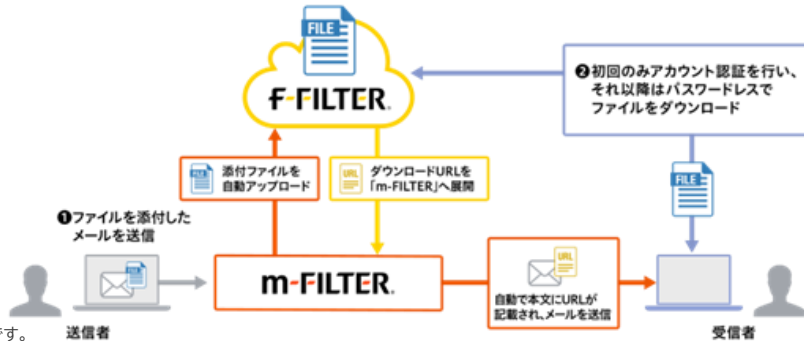 FILE
f-FILTER.
❷初回のみアカウント認証を行い、
それ以降はパスワードレスで
ファイルをダウンロード
FILE
添付ファイルを
自動アップロード
URL
ダウンロードURLを
「m-FILTER」へ展開
FILE
❶ファイルを添付した
メールを送信
m-FILTER.
URL
自動で本文にURLが
記載され、メールを送信
です。
送信者
受信者